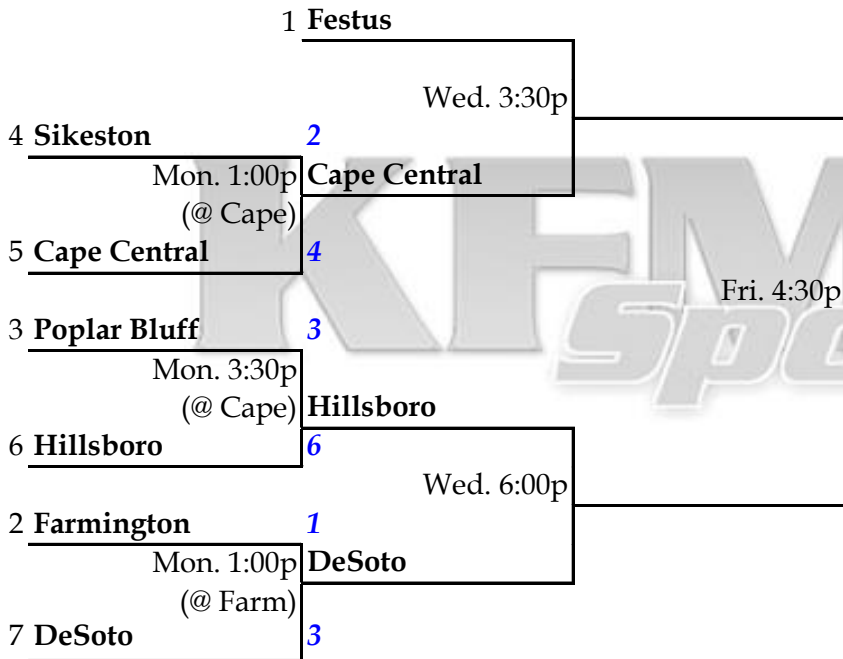 1 Festus
Wed. 3:30p
4 Sikeston 2
Mon. 1:00p Cape Central
(@ Cape)
5 Cape Central 4
Fri. 4:30p
3 Poplar Bluff 3
Mon. 3:30p
(@ Cape) Hillsboro
6 Hillsboro 6
Wed. 6:00p
2 Farmington 1
Mon. 1:00p DeSoto
(@ Farm)
7 DeSoto 3